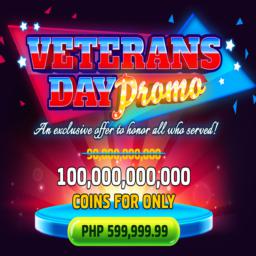 VETERANS
DAY Promo
An exclusive offer to honor all who served!
90,000,000,000
100,000,000,000
COINS FOR ONLY
PHP 599,999.99